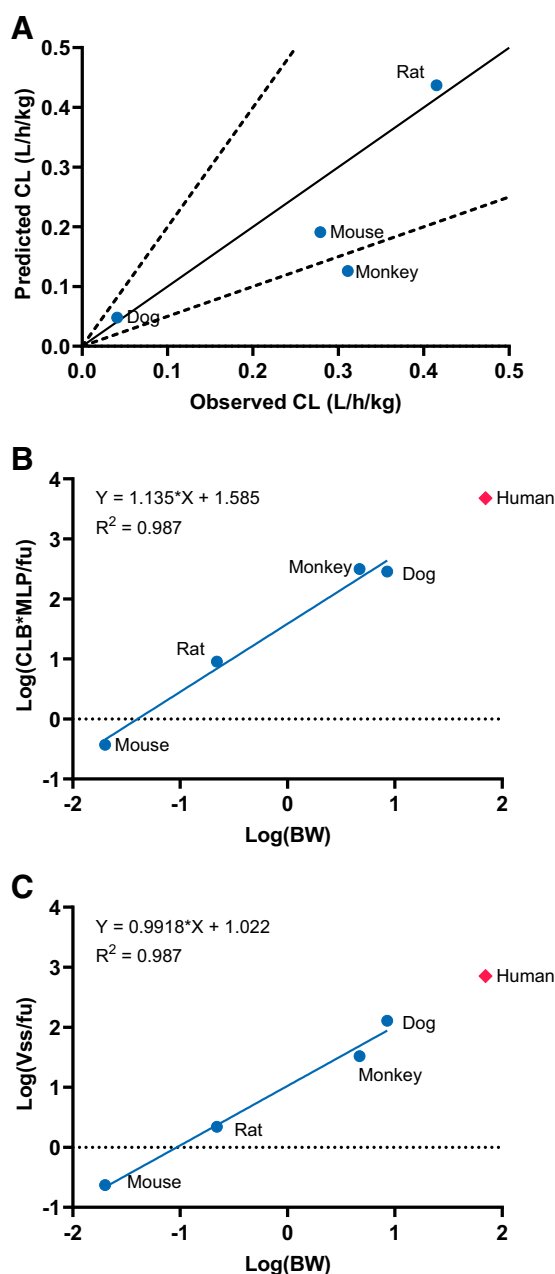 A
Predicted CL (L/h/kg)
0.5
0.4
0.3
0.2
0.1
0.0
Rat
Mouse
Monkey
Dog
0.0 0.1 0.2 0.3 0.4 0.5
Observed CL (L/h/kg)
B
Log(CLB*MLP/fu)
4
3
2
1
0
-1
Y = 1.135*X + 1.585
R² = 0.987
Human
Monkey
Dog
Rat
Mouse
-2 -1 0 1 2
Log(BW)
C
Log(Vss/fu)
4
3
2
1
0
-1
Y = 0.9918*X + 1.022
R² = 0.987
Human
Dog
Monkey
Rat
Mouse
-2 -1 0 1 2
Log(BW)